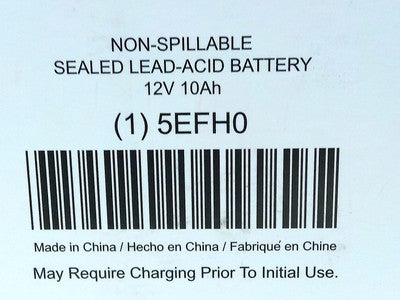 NON-SPILLABLE
SEALED LEAD-ACID BATTERY
12V 10Ah
(1) 5EFH0
Made in China / Hecho en China / Fabriqué en Chine
May Require Charging Prior To Initial Use.